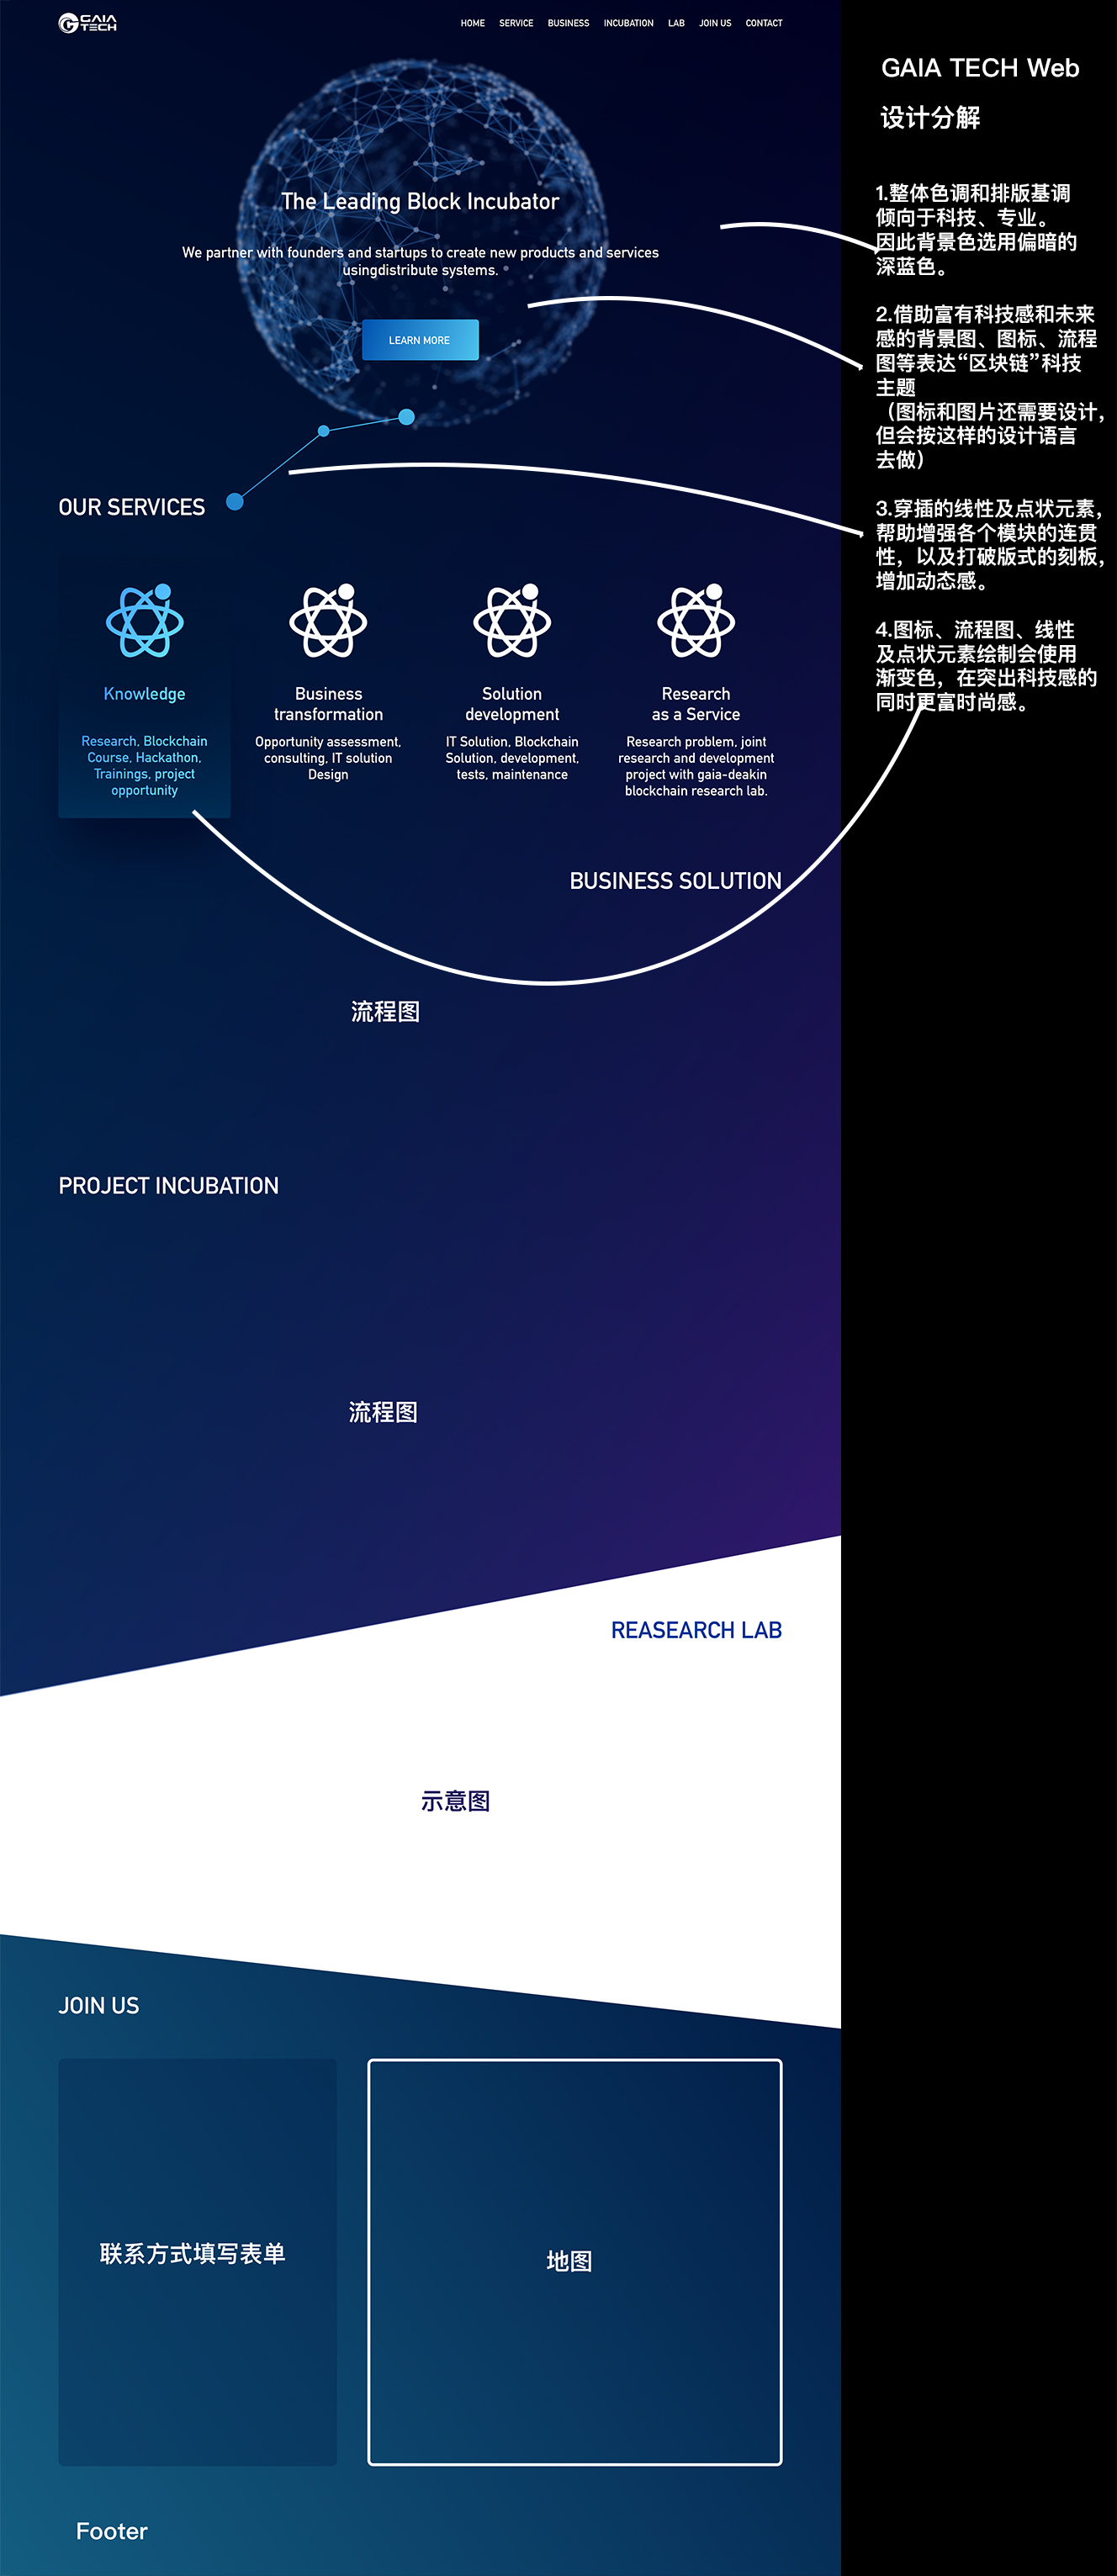 GAIA
TECH
HOME SERVICE BUSINESS INCUBATION LAB JOIN US CONTACT
The Leading Block Incubator
We partner with founders and startups to create new products and services
usingdistribute systems.
LEARN MORE
OUR SERVICES
Knowledge
Research, Blockchain
Course, Hackathon,
Trainings, project
opportunity
Business
transformation
Opportunity assessment,
consulting, IT solution
Design
Solution
development
IT Solution, Blockchain
Solution, development,
tests, maintenance
Research
as a Service
Research problem, joint
research and development
project with gaia-deakin
blockchain research lab.
BUSINESS SOLUTION
流程图
PROJECT INCUBATION
流程图
REASEARCH LAB
示意图
JOIN US
联系方式填写表单
地图
Footer
GAIA TECH Web
设计分解
1.整体色调和排版基调
倾向于科技、专业。
因此背景色选用偏暗的
深蓝色。
2.借助富有科技感和未来
感的背景图、图标、流程
图等表达“区块链”科技
主题
（图标和图片还需要设计，
但会按这样的设计语言
去做）
3.穿插的线性及点状元素，
帮助增强各个模块的连贯
性，以及打破版式的刻板，
增加动态感。
4.图标、流程图、线性
及点状元素绘制会使用
渐变色，在突出科技感的
同时更富时尚感。